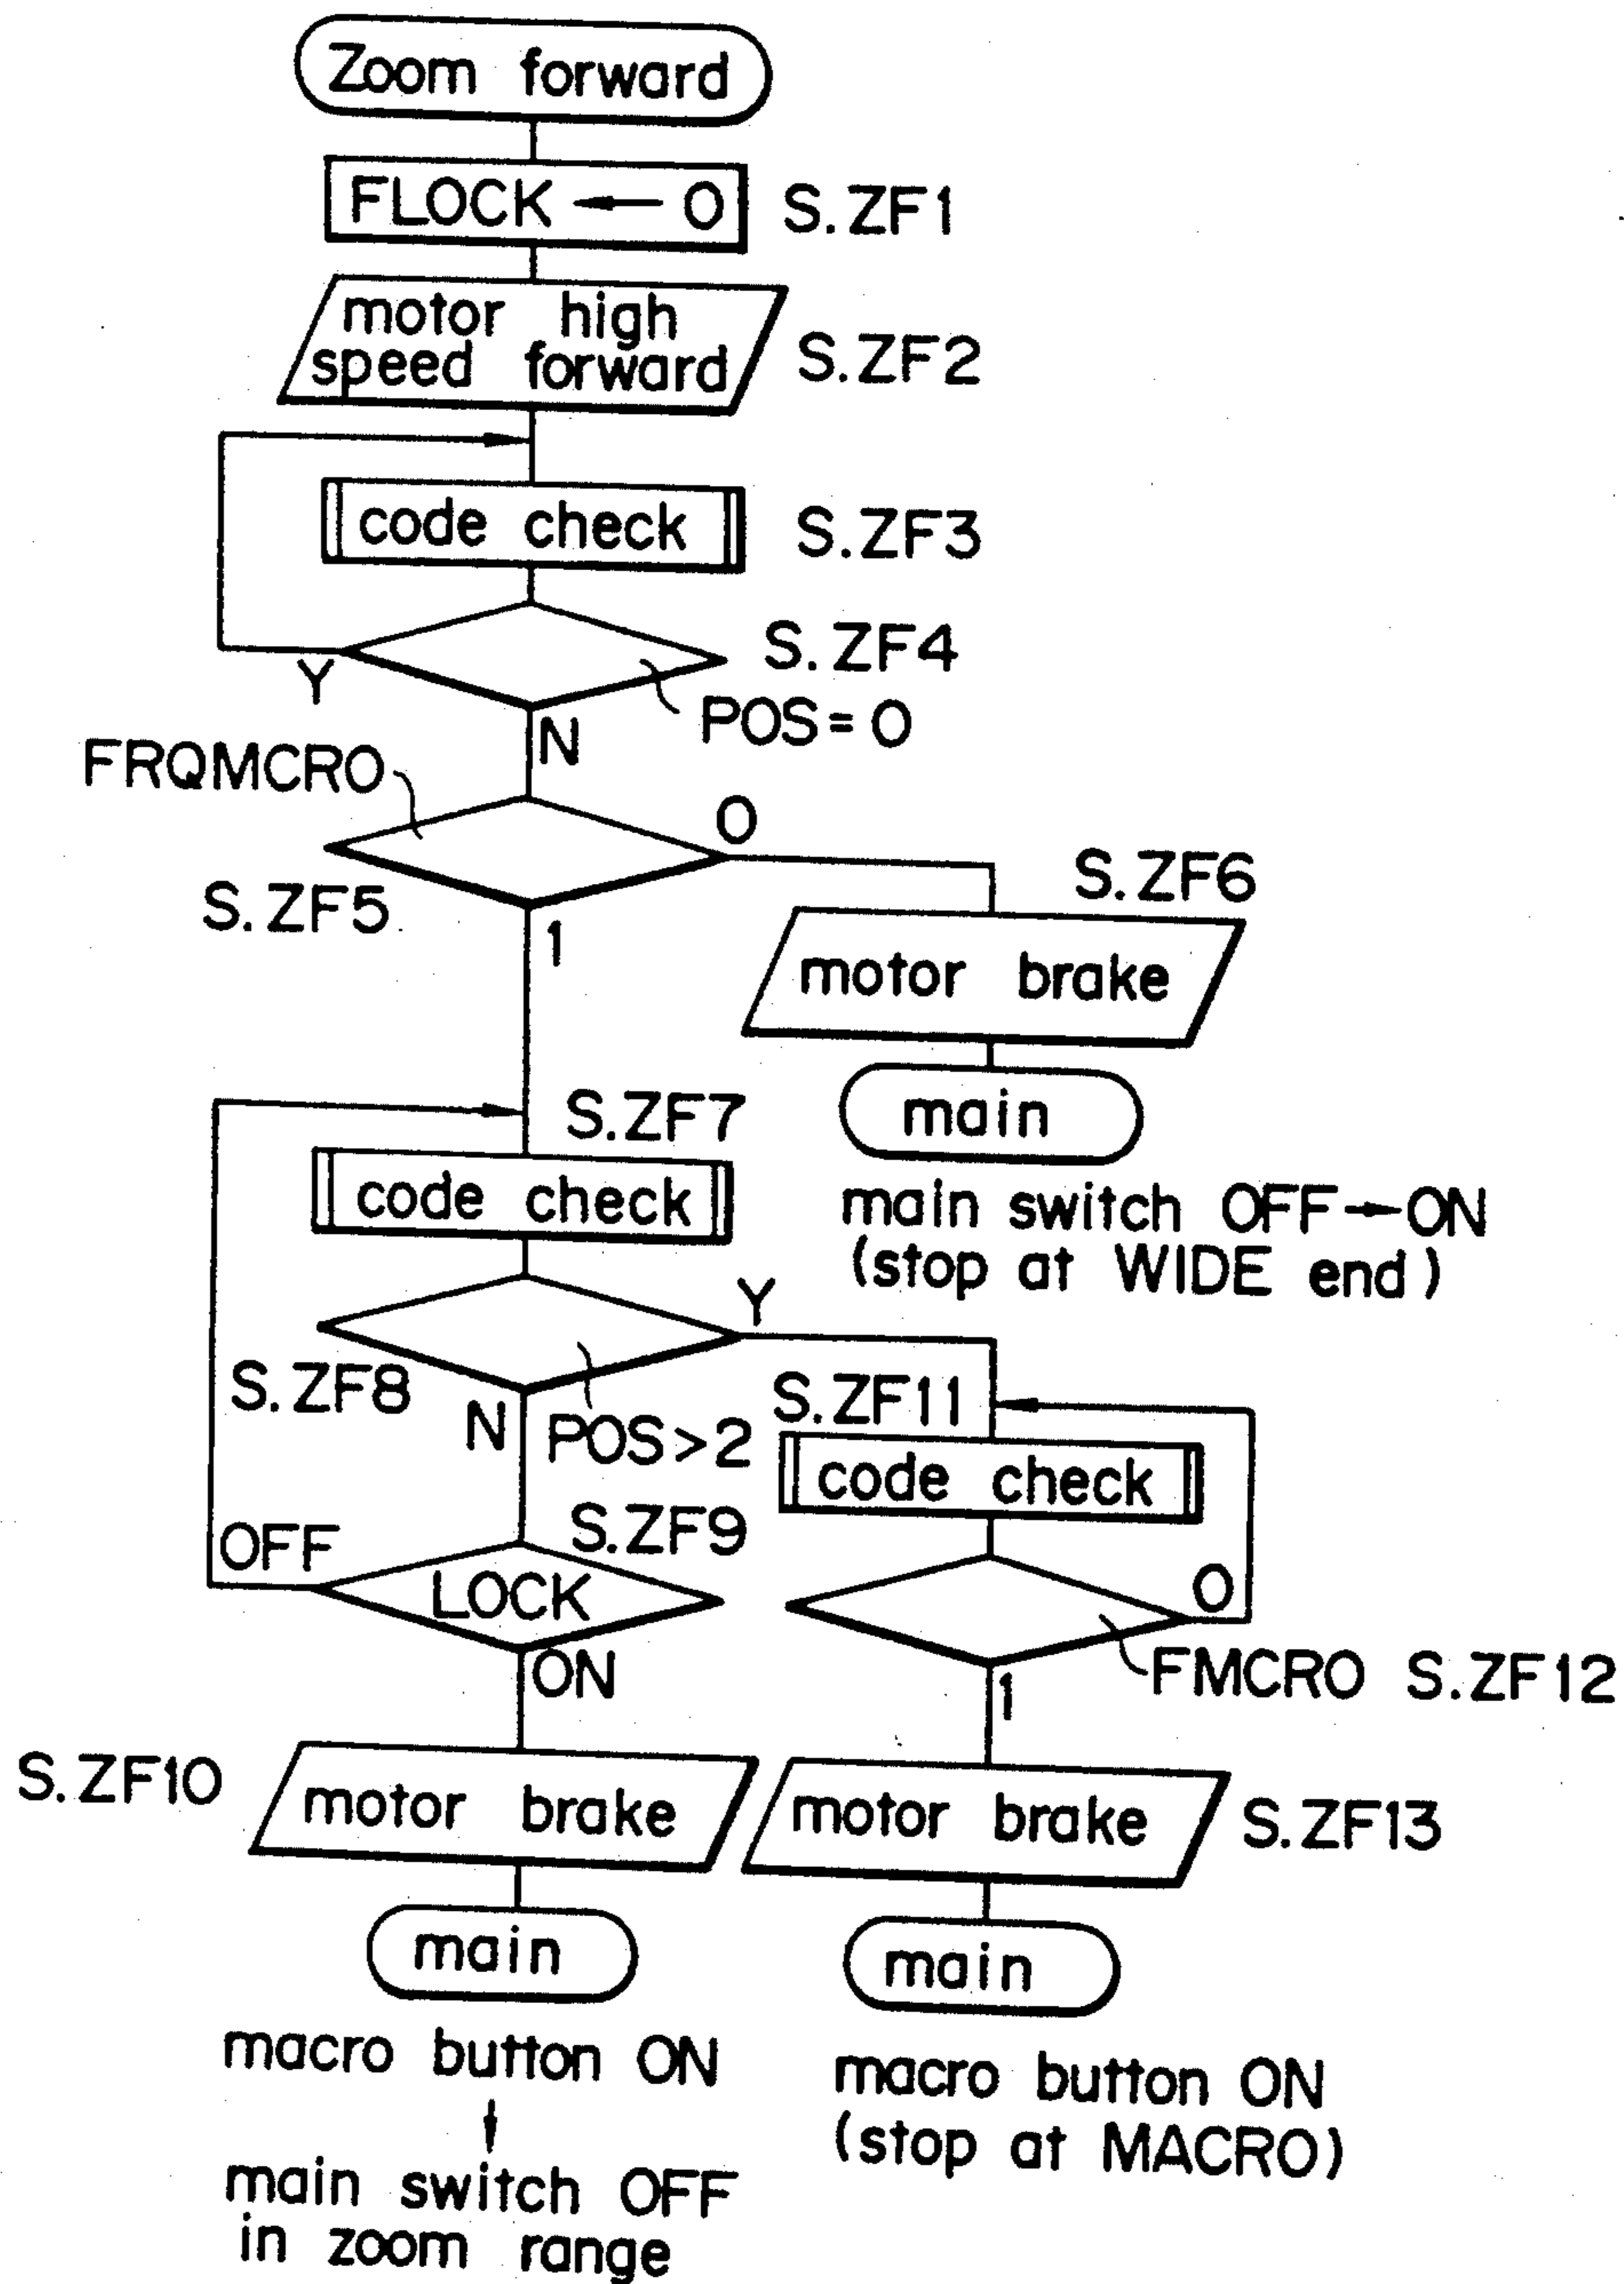 Zoom forward
FLOCK ← 0 S.ZF1
motor high
speed forward S.ZF2
code check S.ZF3
S.ZF4
Y
POS=0
N
FRQMCRO
0
S.ZF5
1
S.ZF6
motor brake
main
main switch OFF→ON
(stop at WIDE end)
S.ZF7
code check
Y
S.ZF8
POS>2
N
S.ZF11
code check
S.ZF9
OFF
LOCK
ON
0
FMCRO S.ZF12
1
S.ZF10
motor brake
main
macro button ON
↓
main switch OFF
in zoom range
motor brake S.ZF13
main
macro button ON
(stop at MACRO)